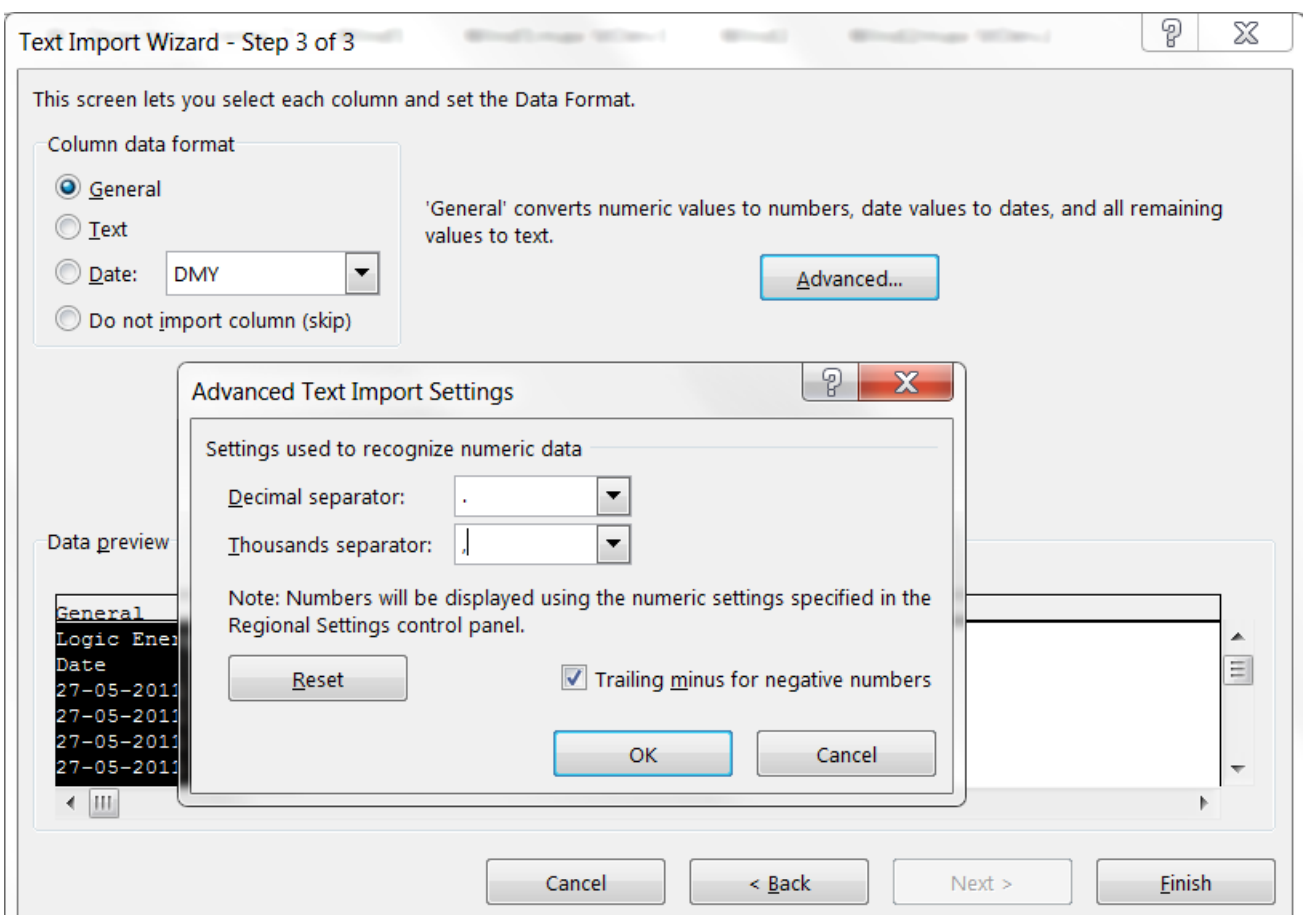 Text Import Wizard - Step 3 of 3
This screen lets you select each column and set the Data Format.
Column data format
General
Text
Date: DMY
Do not import column (skip)
'General' converts numeric values to numbers, date values to dates, and all remaining
values to text.
Advanced...
Advanced Text Import Settings
Settings used to recognize numeric data
Decimal separator: .
Thousands separator: ,
Note: Numbers will be displayed using the numeric settings specified in the
Regional Settings control panel.
Reset
Trailing minus for negative numbers
OK
Cancel
Data preview
General
Logic Ener
Date
27-05-2011
27-05-2011
27-05-2011
27-05-2011
Cancel
< Back
Next >
Finish